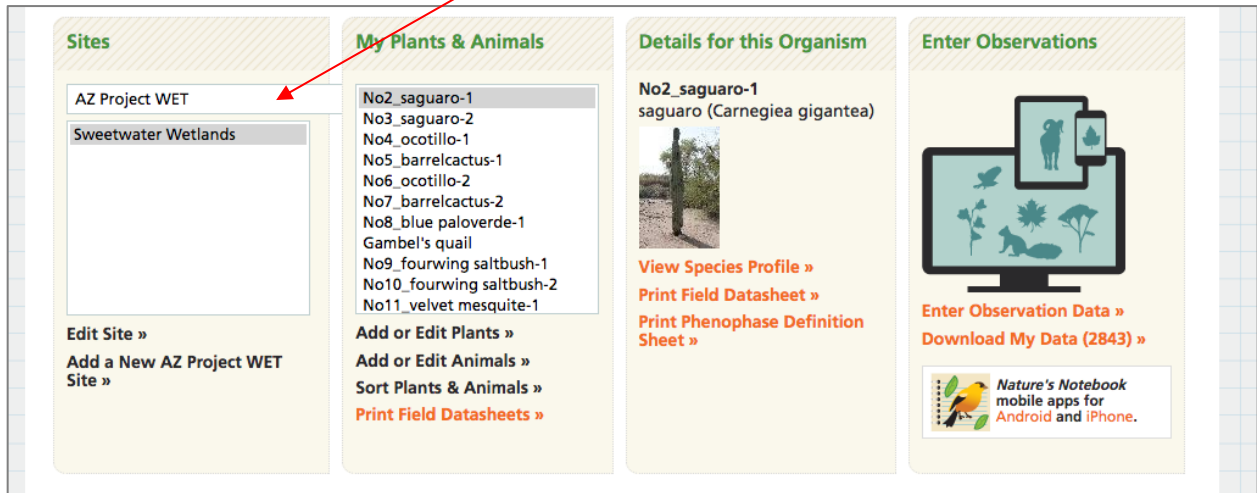 Sites
AZ Project WET
Sweetwater Wetlands
Edit Site »
Add a New AZ Project WET
Site »
My Plants & Animals
No2_saguaro-1
No3_saguaro-2
No4_ocotillo-1
No5_barrelcactus-1
No6_ocotillo-2
No7_barrelcactus-2
No8_blue paloverde-1
Gambel's quail
No9_fourwing saltbush-1
No10_fourwing saltbush-2
No11_velvet mesquite-1
Add or Edit Plants »
Add or Edit Animals »
Sort Plants & Animals »
Print Field Datasheets »
Details for this Organism
No2_saguaro-1
saguaro (Carnegiea gigantea)
View Species Profile »
Print Field Datasheet »
Print Phenophase Definition
Sheet »
Enter Observations
Enter Observation Data »
Download My Data (2843) »
Nature's Notebook
mobile apps for
Android and iPhone.